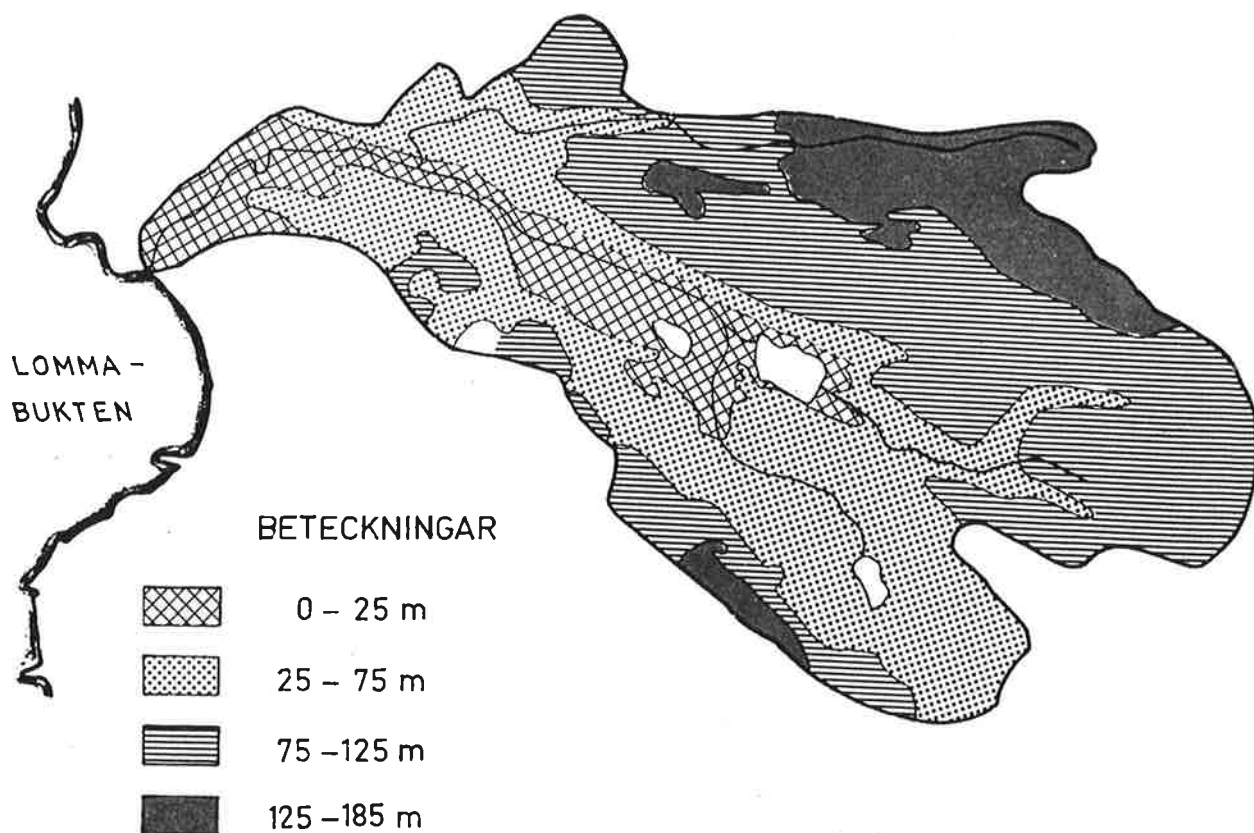 LOMMA-
BUKTEN
BETECKNINGAR
0 - 25 m
25 - 75 m
75 - 125 m
125 - 185 m